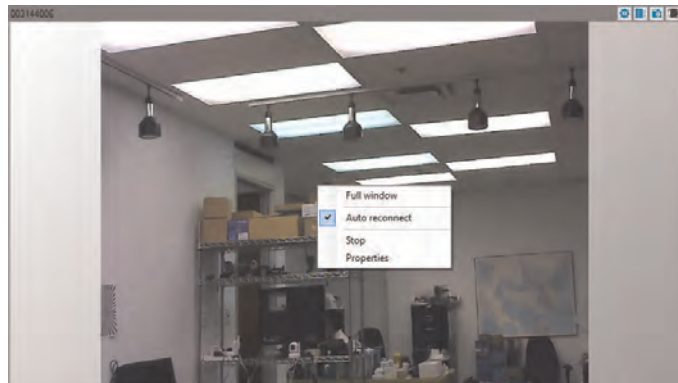 003144006
Full window
Auto reconnect
Stop
Properties